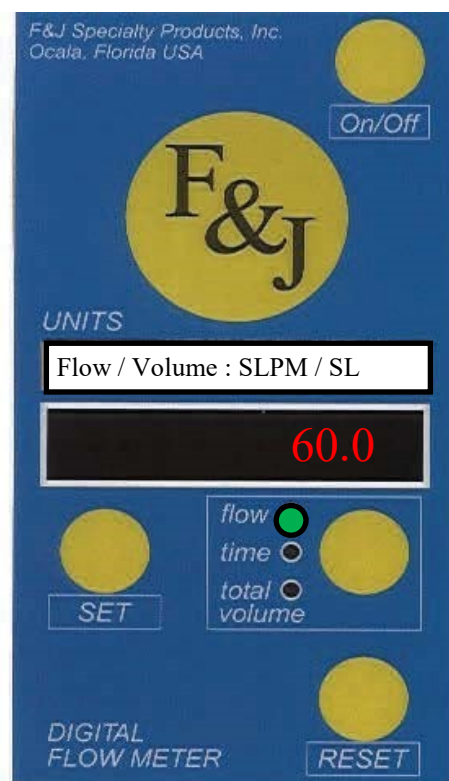 F&J Specialty Products, Inc.
Ocala, Florida USA
On/Off
F&J
UNITS
Flow / Volume : SLPM / SL
60.0
flow
time
total
volume
SET
DIGITAL
FLOW METER
RESET